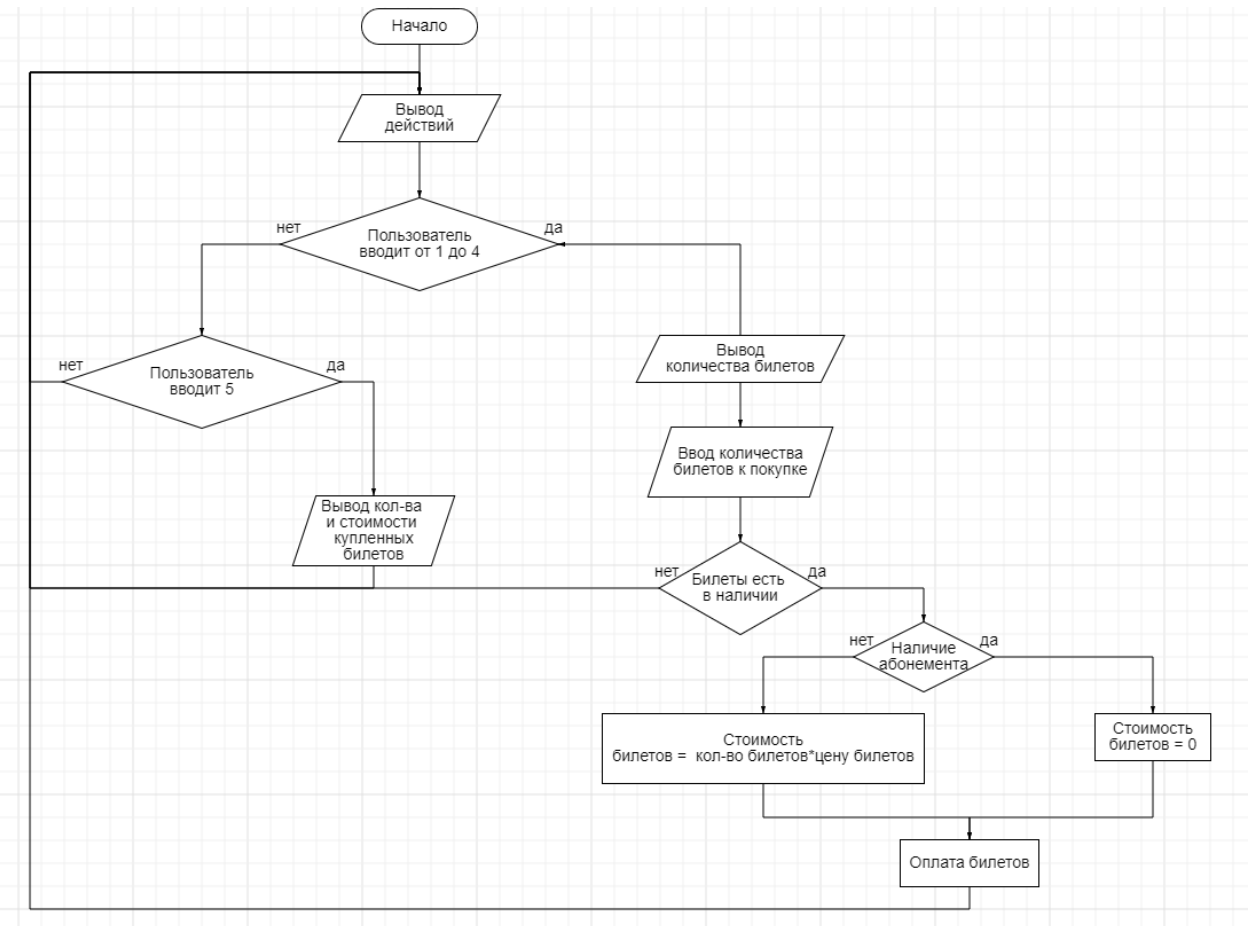 Начало
Вывод
действий
нет
да
Пользователь
вводит от 1 до 4
нет
да
Пользователь
вводит 5
Вывод
количества билетов
Ввод количества
билетов к покупке
Вывод кол-ва
и стоимости
купленных
билетов
нет
да
Билеты есть
в наличии
нет
да
Наличие
абонемента
Стоимость
билетов = кол-во билетов*цену билетов
Стоимость
билетов = 0
Оплата билетов